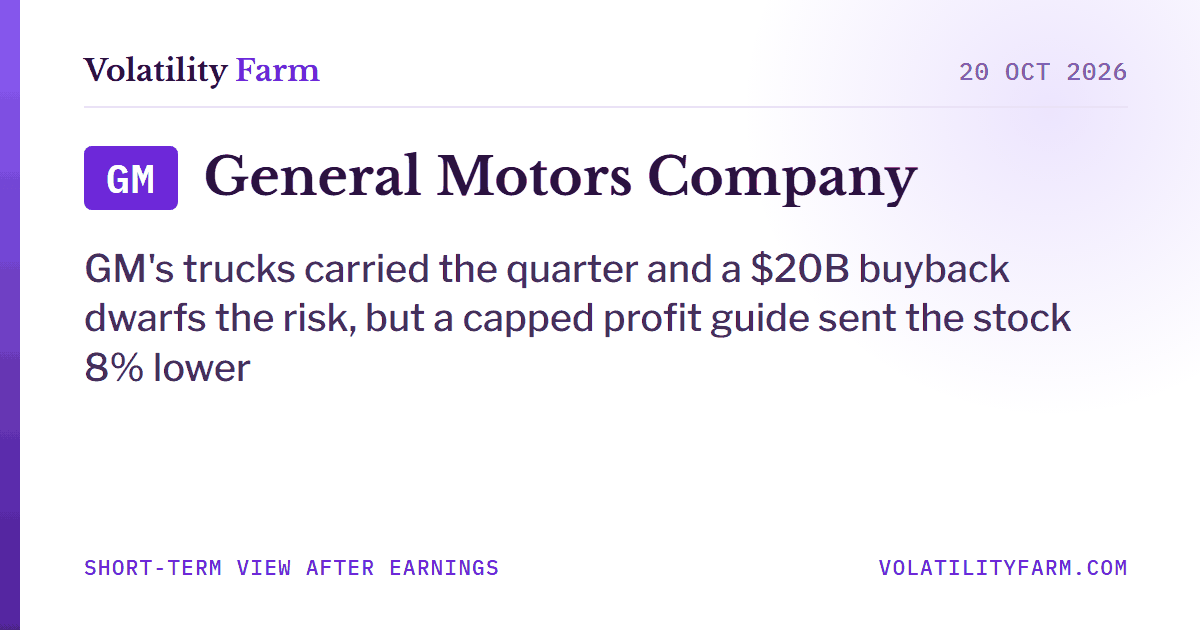 Volatility Farm
20 OCT 2026
GM General Motors Company
GM's trucks carried the quarter and a $20B buyback
dwarfs the risk, but a capped profit guide sent the stock
8% lower
SHORT-TERM VIEW AFTER EARNINGS
VOLATILITYFARM.COM